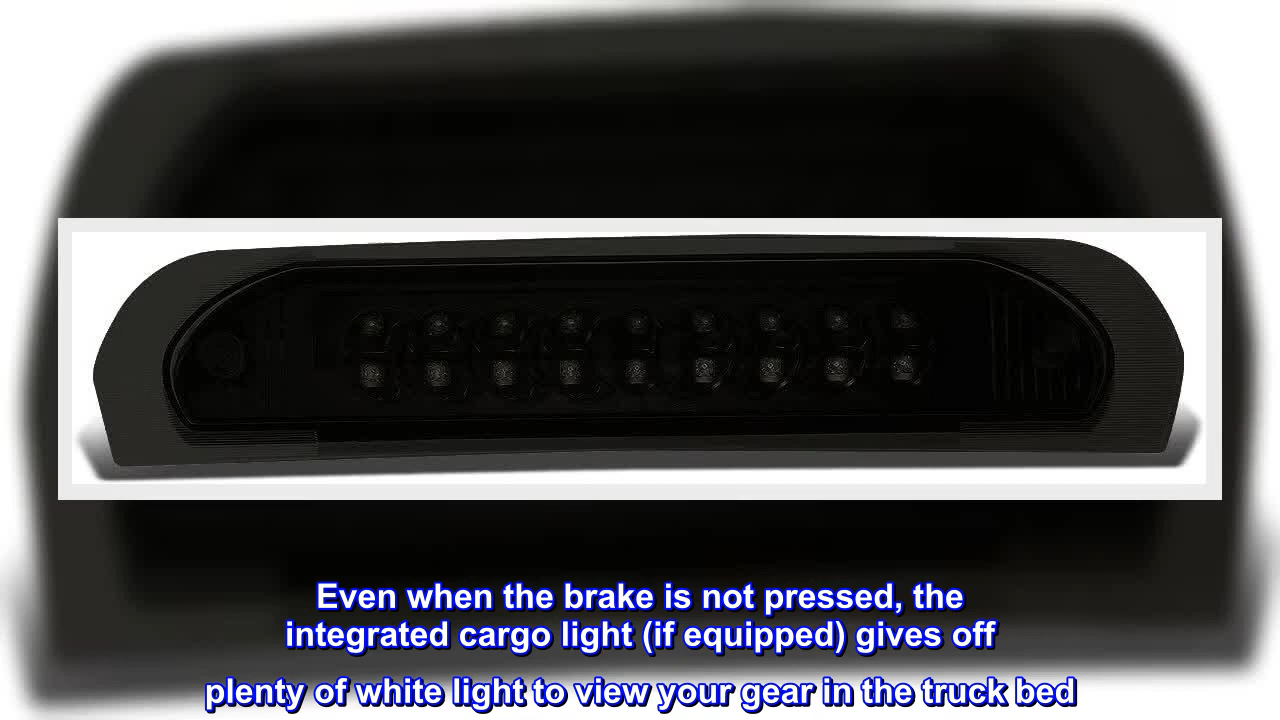 Even when the brake is not pressed, the
integrated cargo light (if equipped) gives off
plenty of white light to view your gear in the truck bed